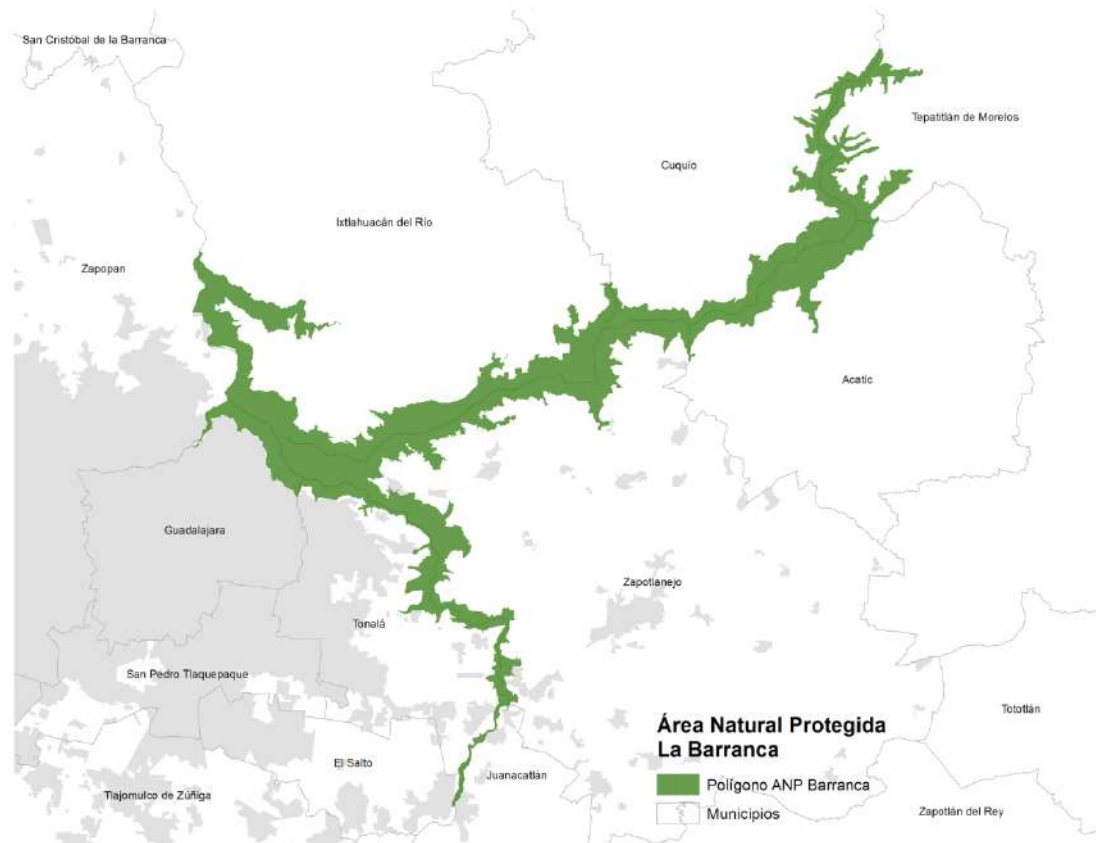 San Cristóbal de la Barranca
Tepatitlán de Morelos
Cuquío
Ixtlahuacán del Río
Zapopan
Acatic
Guadalajara
Zapotlanejo
Tonalá
San Pedro Tlaquepaque
Tototlán
Área Natural Protegida
La Barranca
El Salto
Juanacatlán
Polígono ANP Barranca
Tlajomulco de Zúñiga
Municipios
Zapotlán del Rey